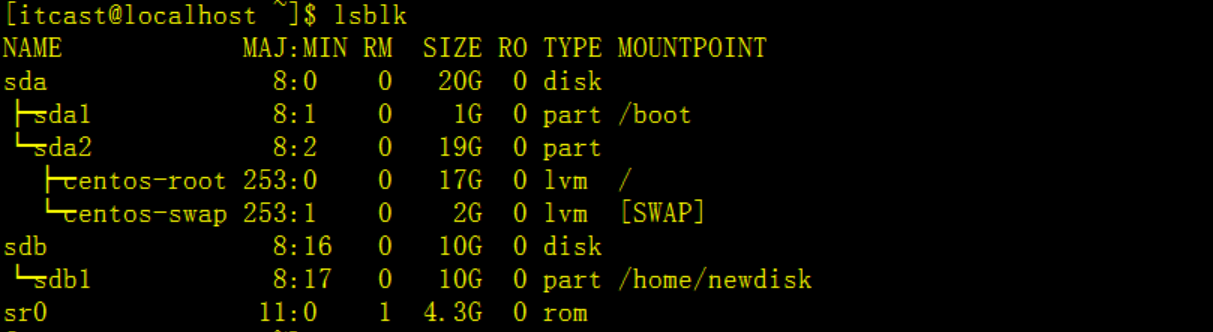 [itcast@localhost ~]$ lsblk
NAME            MAJ:MIN RM  SIZE RO TYPE MOUNTPOINT
sda               8:0    0   20G  0 disk
├─sda1            8:1    0    1G  0 part /boot
└─sda2            8:2    0   19G  0 part
  ├─centos-root 253:0    0   17G  0 lvm  /
  └─centos-swap 253:1    0    2G  0 lvm  [SWAP]
sdb               8:16   0   10G  0 disk
└─sdb1            8:17   0   10G  0 part /home/newdisk
sr0              11:0    1  4.3G  0 rom